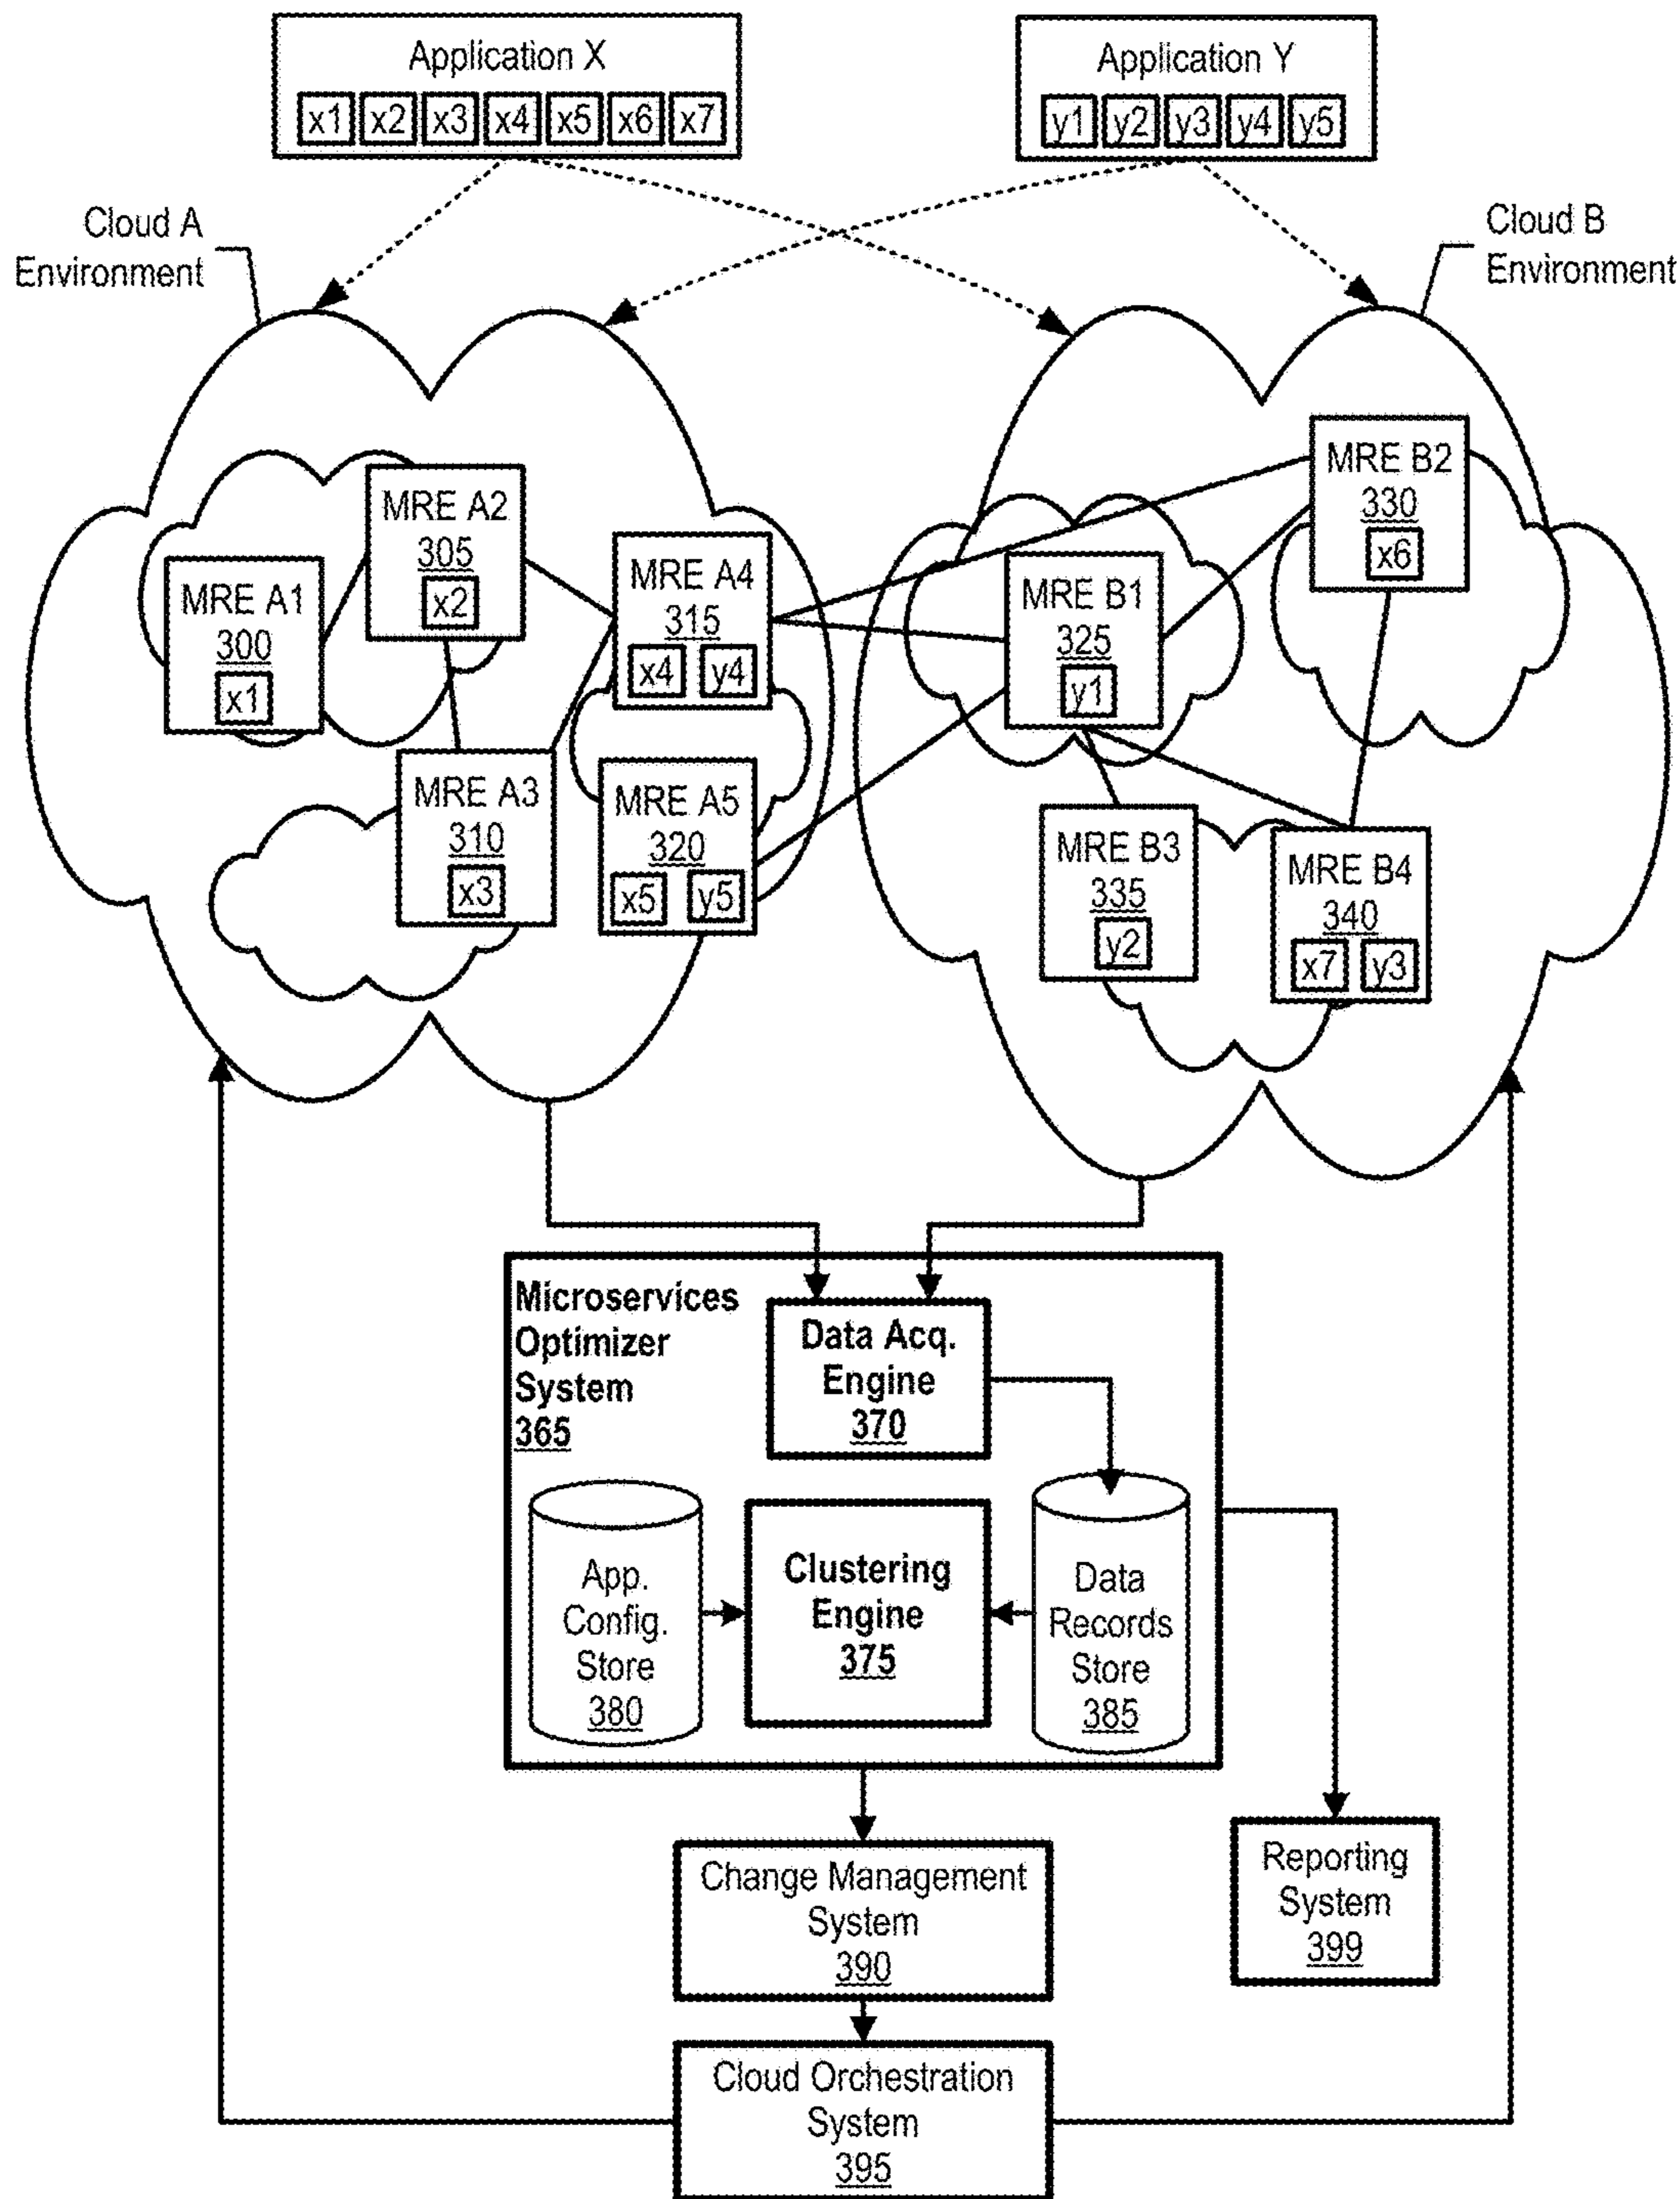 Application X
x1 x2 x3 x4 x5 x6 x7
Application Y
y1 y2 y3 y4 y5
Cloud A
Environment
Cloud B
Environment
MRE A1
300
x1
MRE A2
305
x2
MRE A3
310
x3
MRE A4
315
x4 y4
MRE A5
320
x5 y5
MRE B1
325
y1
MRE B2
330
x6
MRE B3
335
y2
MRE B4
340
x7 y3
Microservices
Optimizer
System
365
Data Acq.
Engine
370
App.
Config.
Store
380
Clustering
Engine
375
Data
Records
Store
385
Change Management
System
390
Reporting
System
399
Cloud Orchestration
System
395